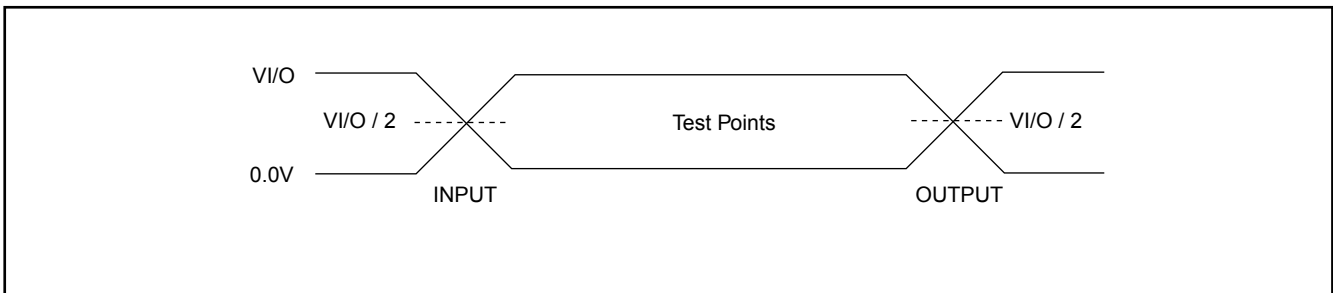 VI/O
VI/O / 2
Test Points
VI/O / 2
0.0V
INPUT
OUTPUT